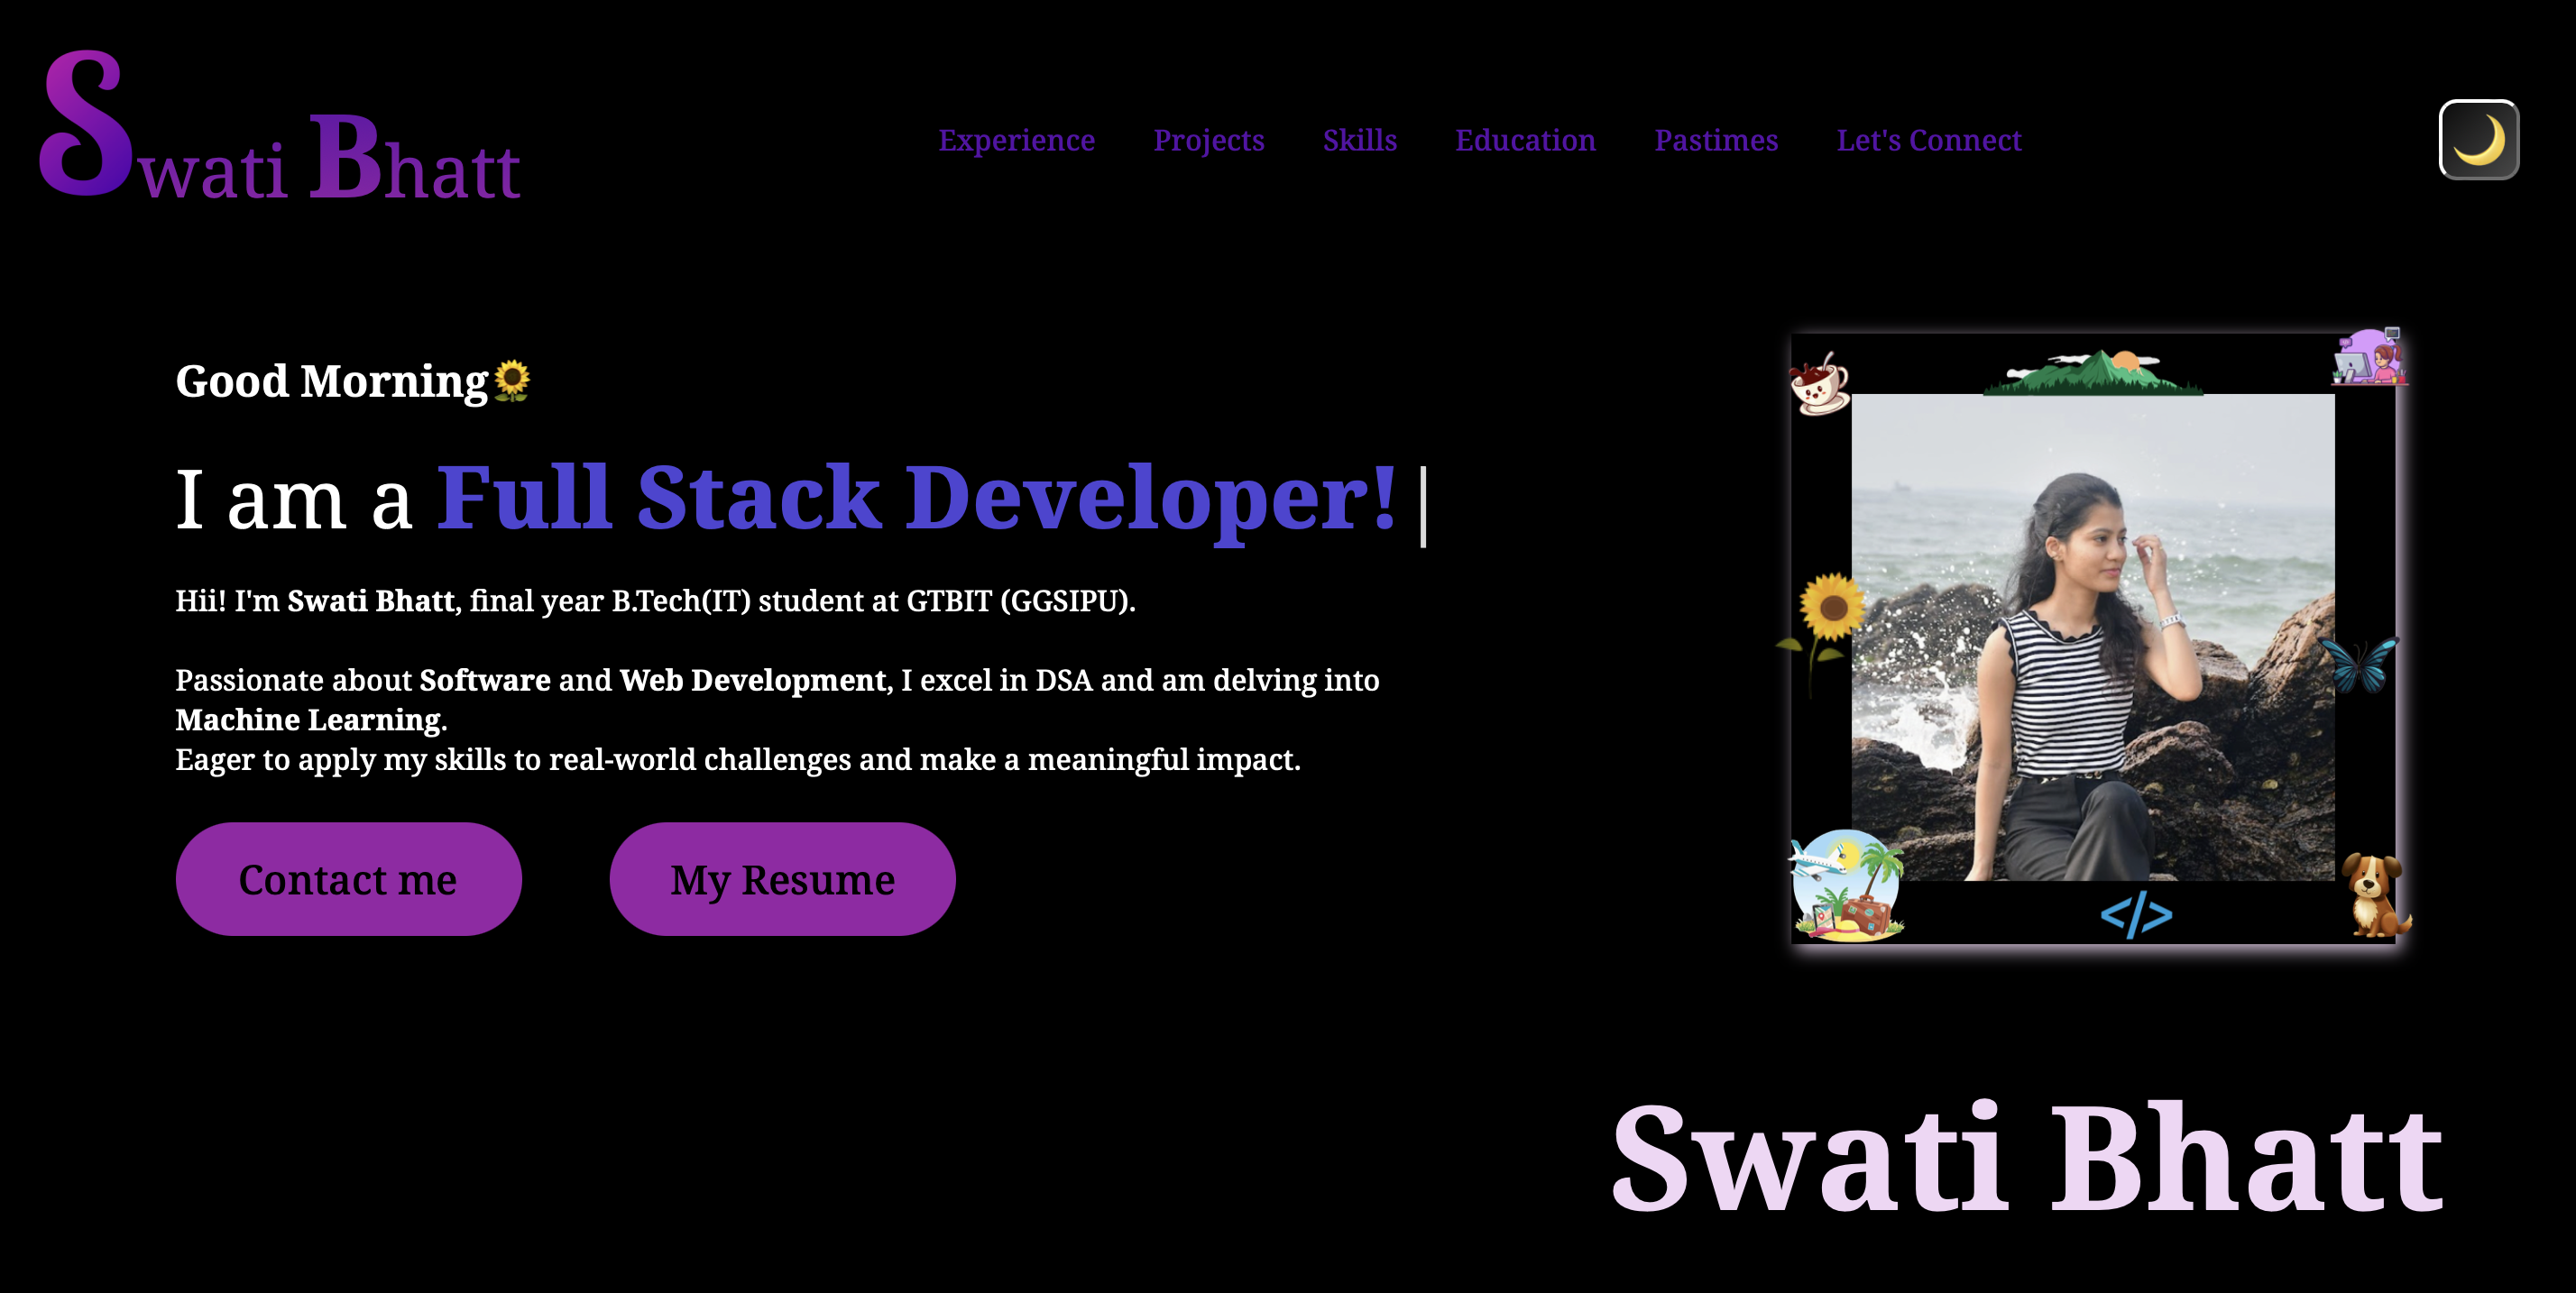 Swati Bhatt
Experience Projects Skills Education Pastimes Let's Connect
Good Morning🌻
I am a Full Stack Developer!
Hii! I'm Swati Bhatt, final year B.Tech(IT) student at GTBIT (GGSIPU).
Passionate about Software and Web Development, I excel in DSA and am delving into
Machine Learning.
Eager to apply my skills to real-world challenges and make a meaningful impact.
Contact me My Resume
</>
Swati Bhatt